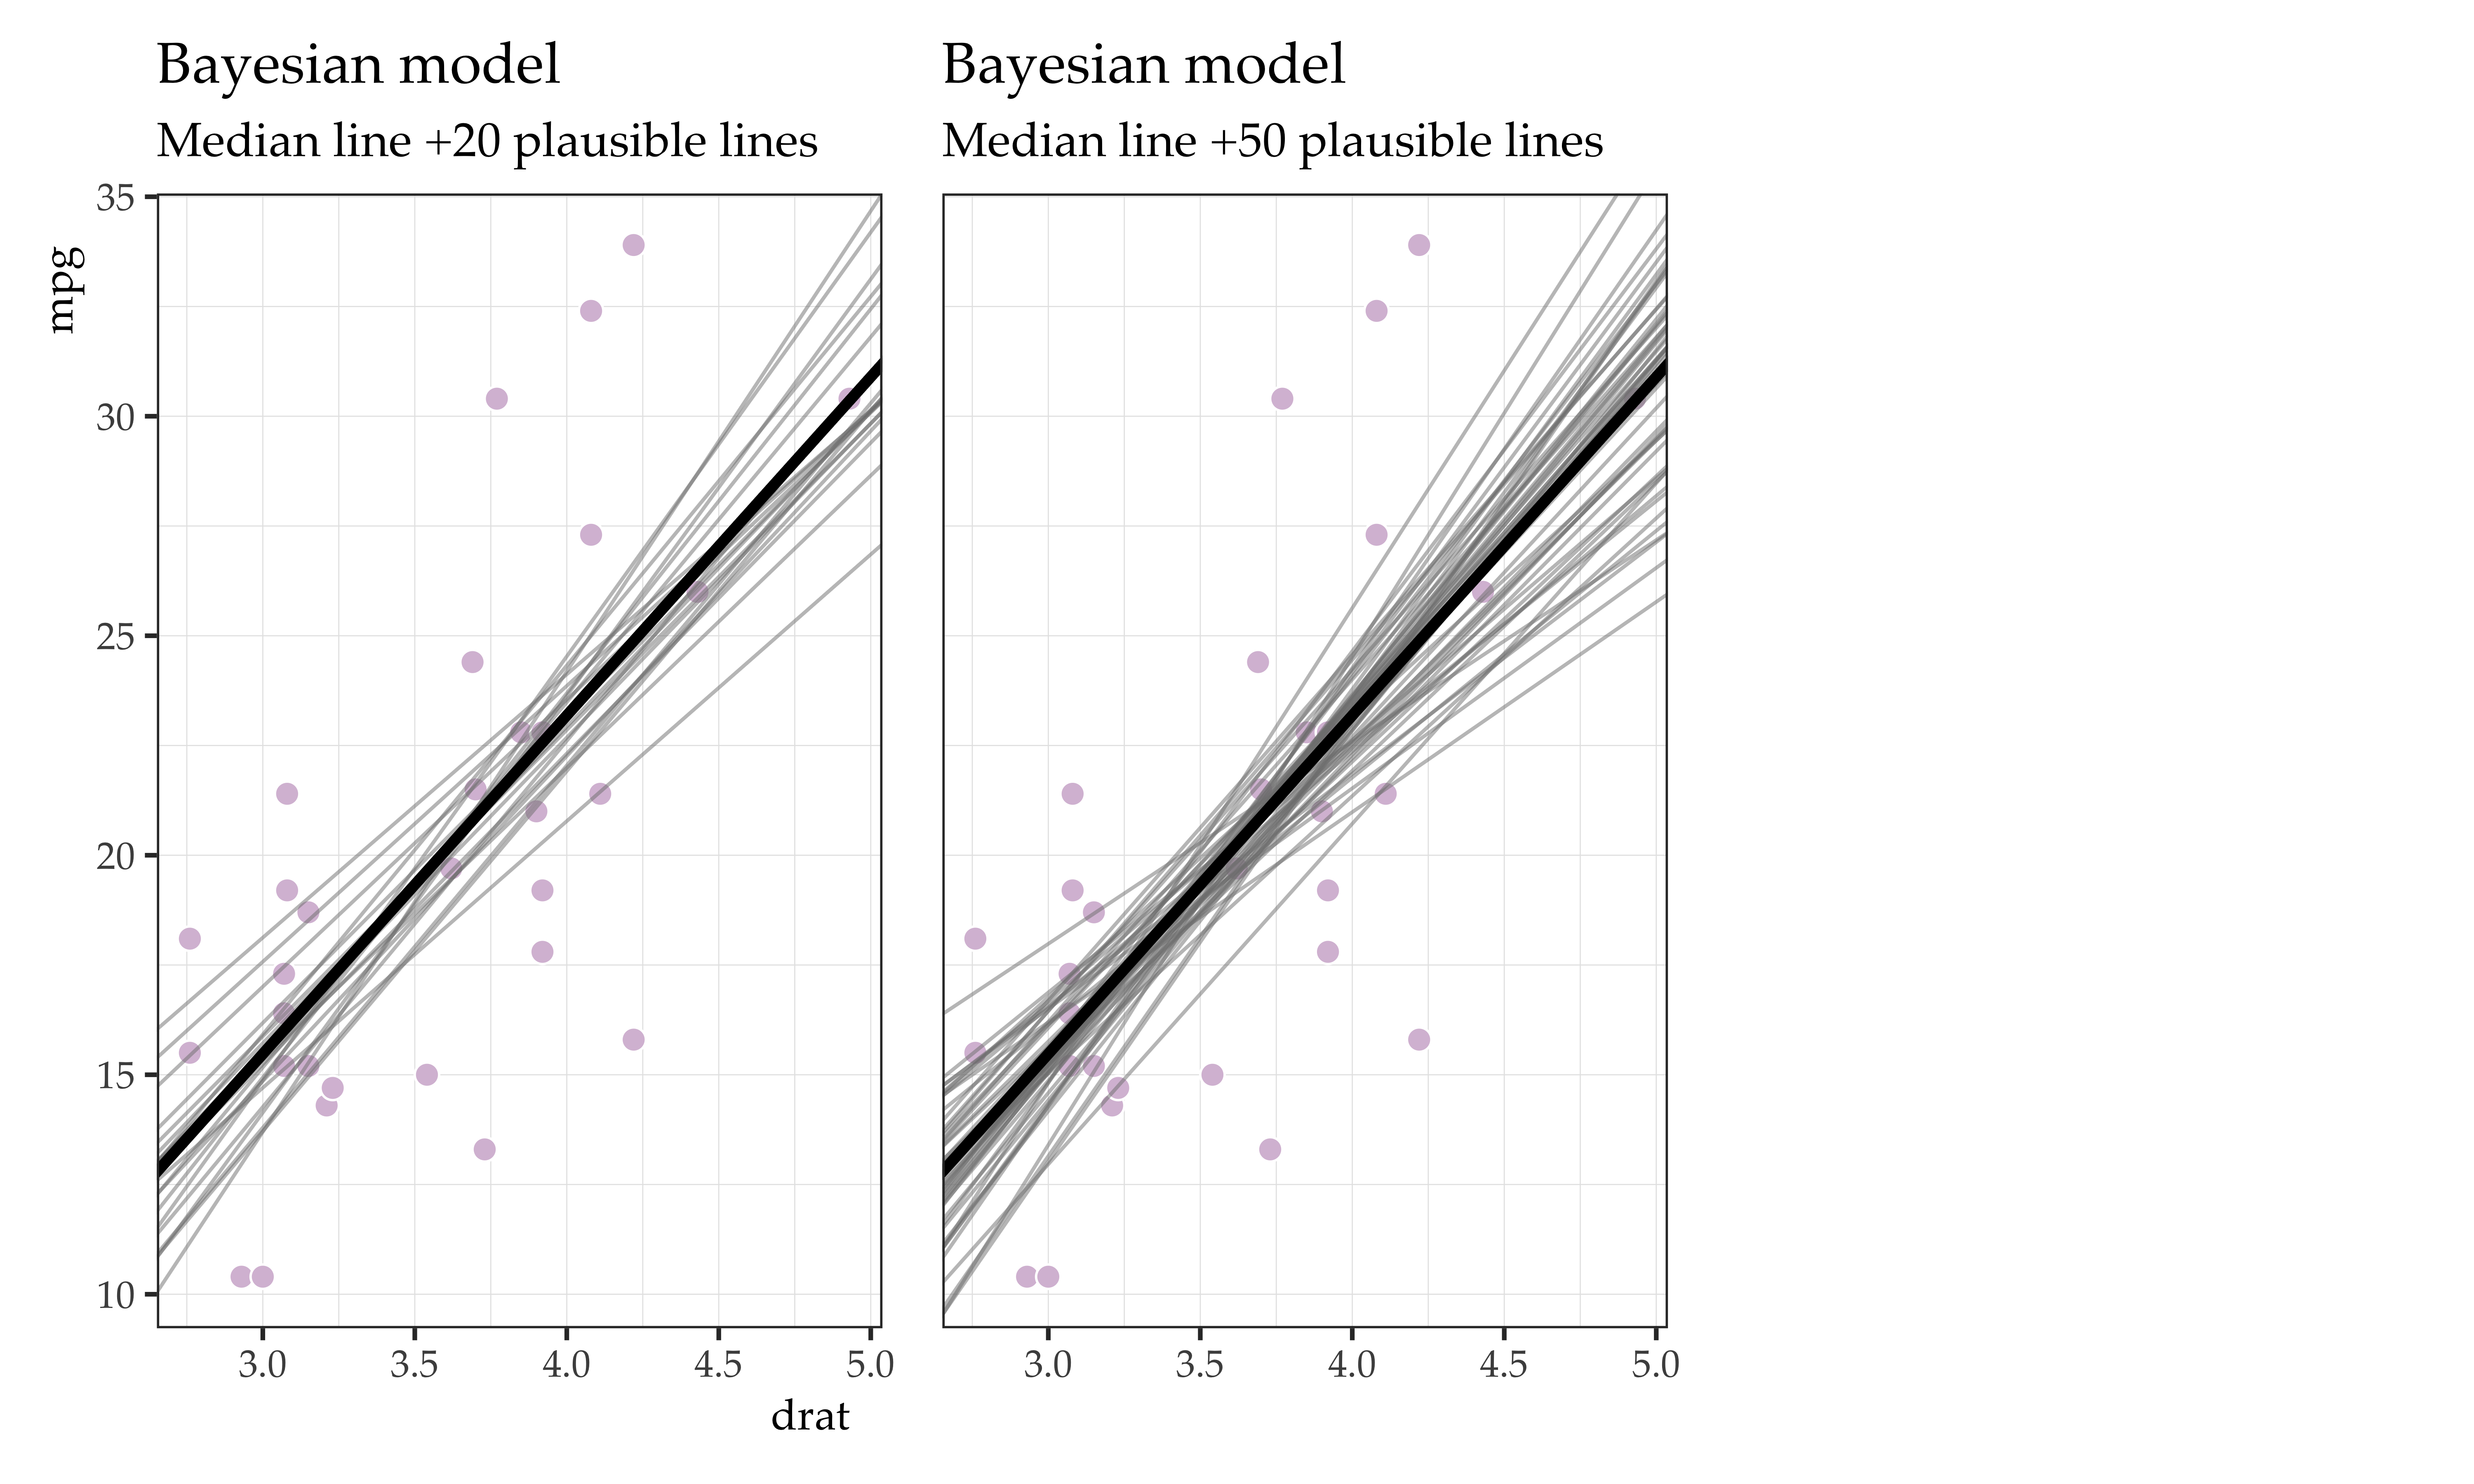 Bayesian model
Median line +20 plausible lines
Bayesian model
Median line +50 plausible lines
mpg
35
30
25
20
15
10
3.0 3.5 4.0 4.5 5.0
3.0 3.5 4.0 4.5 5.0
drat